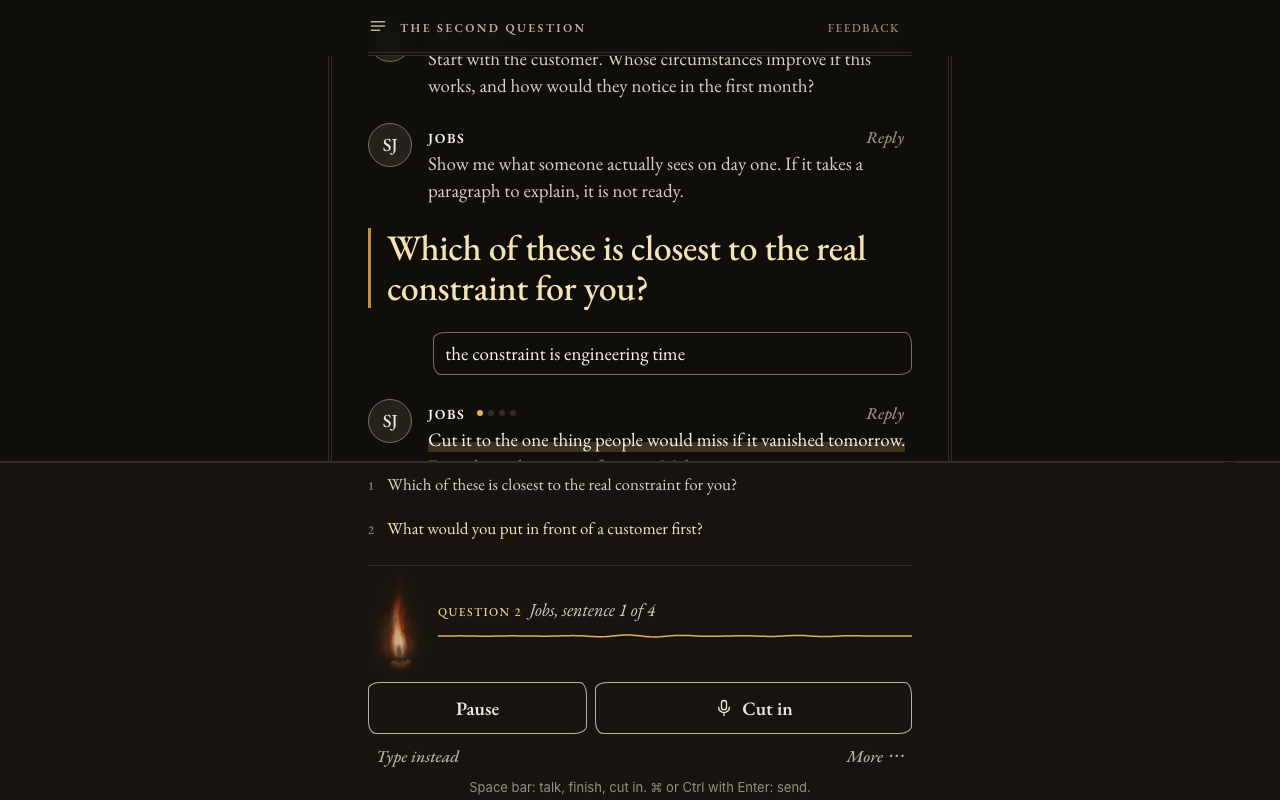 THE SECOND QUESTION
FEEDBACK
Start with the customer. Whose circumstances improve if this
works, and how would they notice in the first month?
SJ
JOBS
Reply
Show me what someone actually sees on day one. If it takes a
paragraph to explain, it is not ready.
Which of these is closest to the real
constraint for you?
the constraint is engineering time
SJ
JOBS
Reply
Cut it to the one thing people would miss if it vanished tomorrow.
1 Which of these is closest to the real constraint for you?
2 What would you put in front of a customer first?
QUESTION 2 Jobs, sentence 1 of 4
Pause
Cut in
Type instead
More ···
Space bar: talk, finish, cut in. ⌘ or Ctrl with Enter: send.